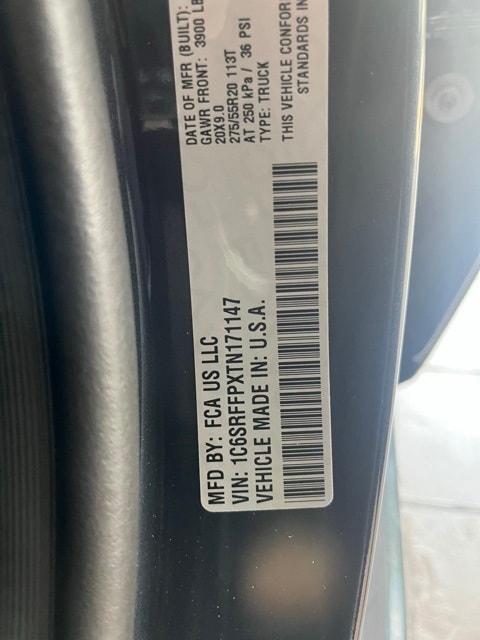 MFD BY: FCA US LLC
VIN: 1C6SRFFPXTN171147
VEHICLE MADE IN: U.S.A.
DATE OF MFR (BUILT):
GAWR FRONT: 3900 LB
20X9.0
275/55R20 113T
AT 250 kPa / 36 PSI
TYPE: TRUCK
THIS VEHICLE CONFOR
STANDARDS IN